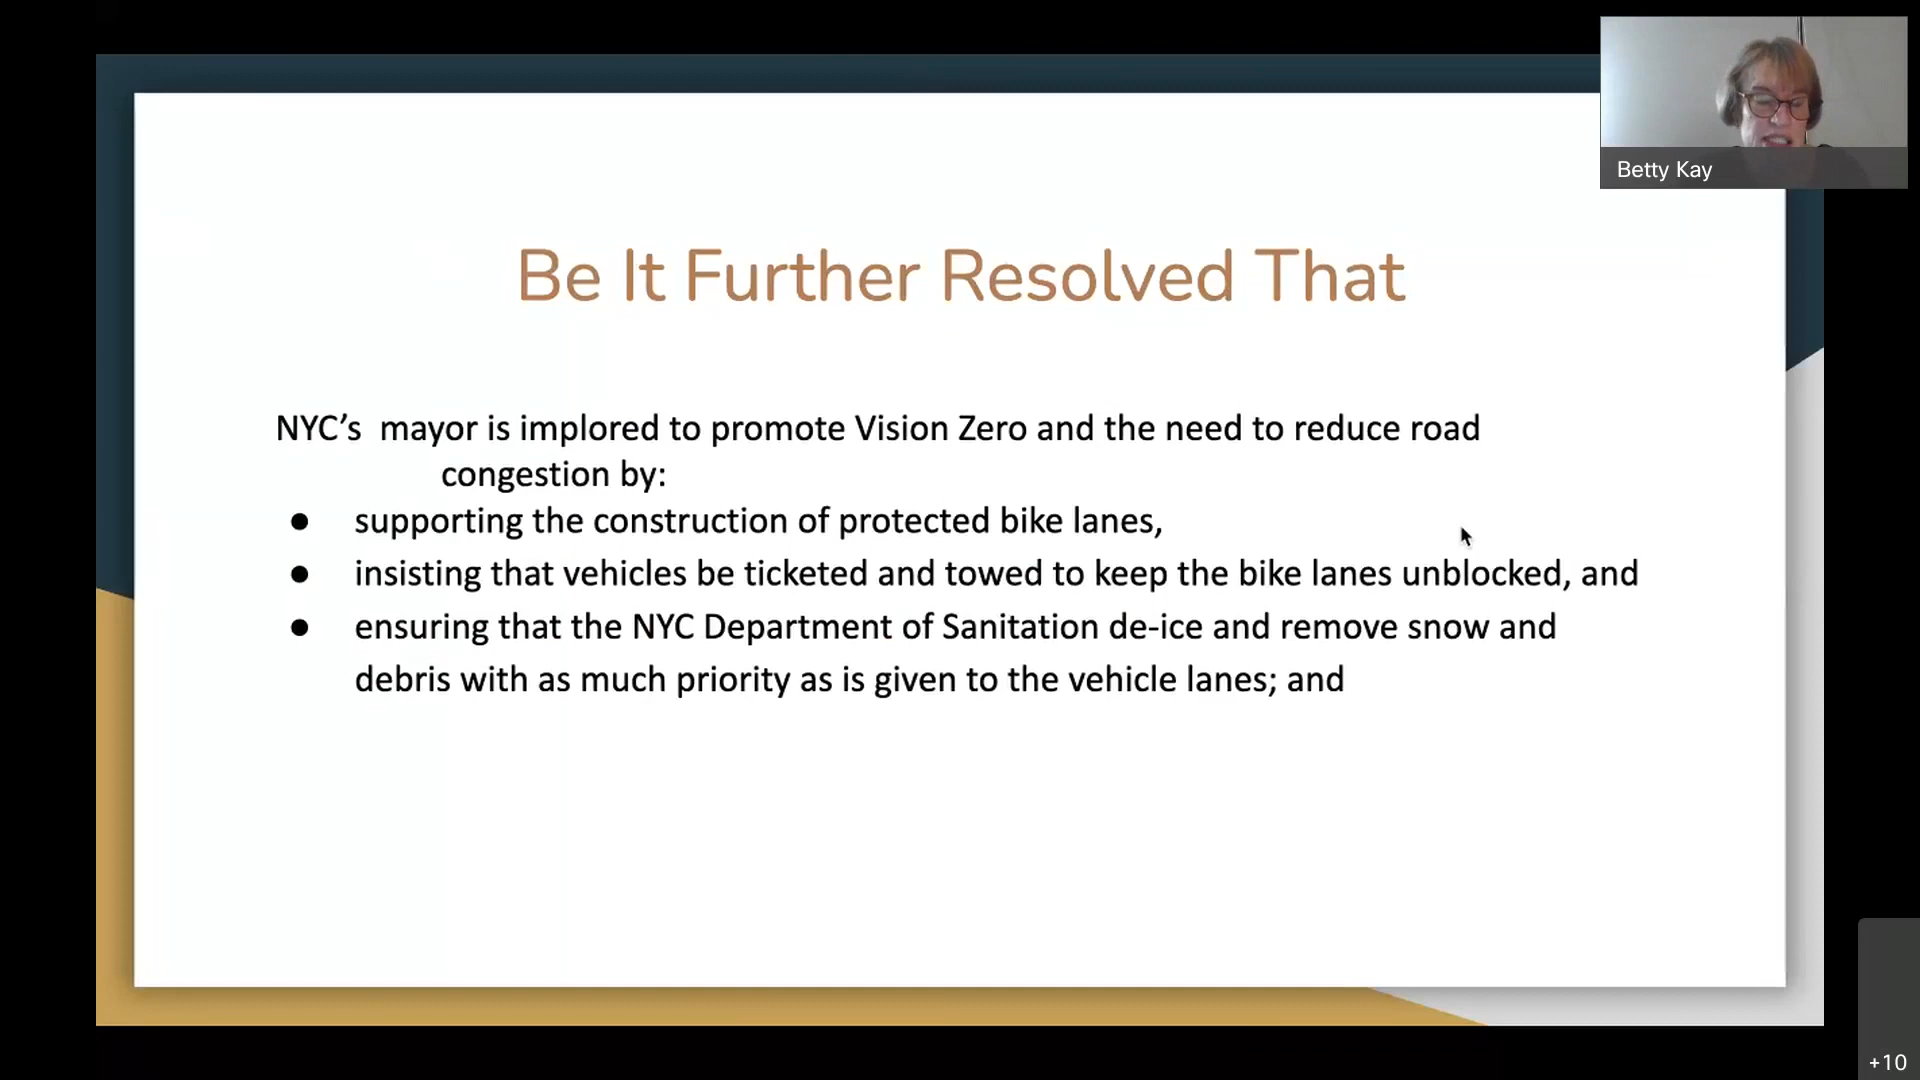 Betty Kay
Be It Further Resolved That
NYC’s  mayor is implored to promote Vision Zero and the need to reduce road
congestion by:
● supporting the construction of protected bike lanes,
● insisting that vehicles be ticketed and towed to keep the bike lanes unblocked, and
● ensuring that the NYC Department of Sanitation de-ice and remove snow and
debris with as much priority as is given to the vehicle lanes; and
+10